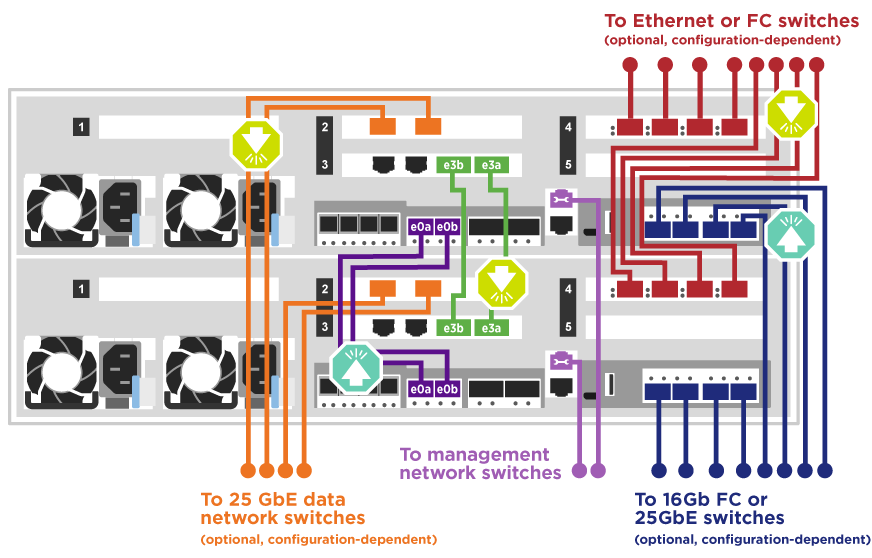 To Ethernet or FC switches
(optional, configuration-dependent)
1
2
4
3
e3b
e3a
5
e0a
e0b
1
2
4
3
e3b
e3a
5
e0a
e0b
To management
network switches
To 25 GbE data
network switches
(optional, configuration-dependent)
To 16Gb FC or
25GbE switches
(optional, configuration-dependent)